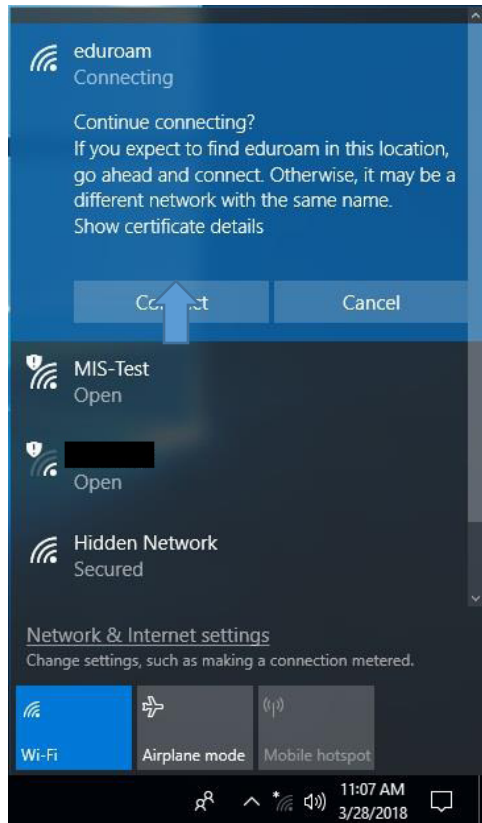 eduroam
Connecting
Continue connecting?
If you expect to find eduroam in this location,
go ahead and connect. Otherwise, it may be a
different network with the same name.
Show certificate details
Cancel
MIS-Test
Open
Open
Hidden Network
Secured
Network & Internet settings
Change settings, such as making a connection metered.
Wi-Fi Airplane mode Mobile hotspot
11:07 AM
3/28/2018